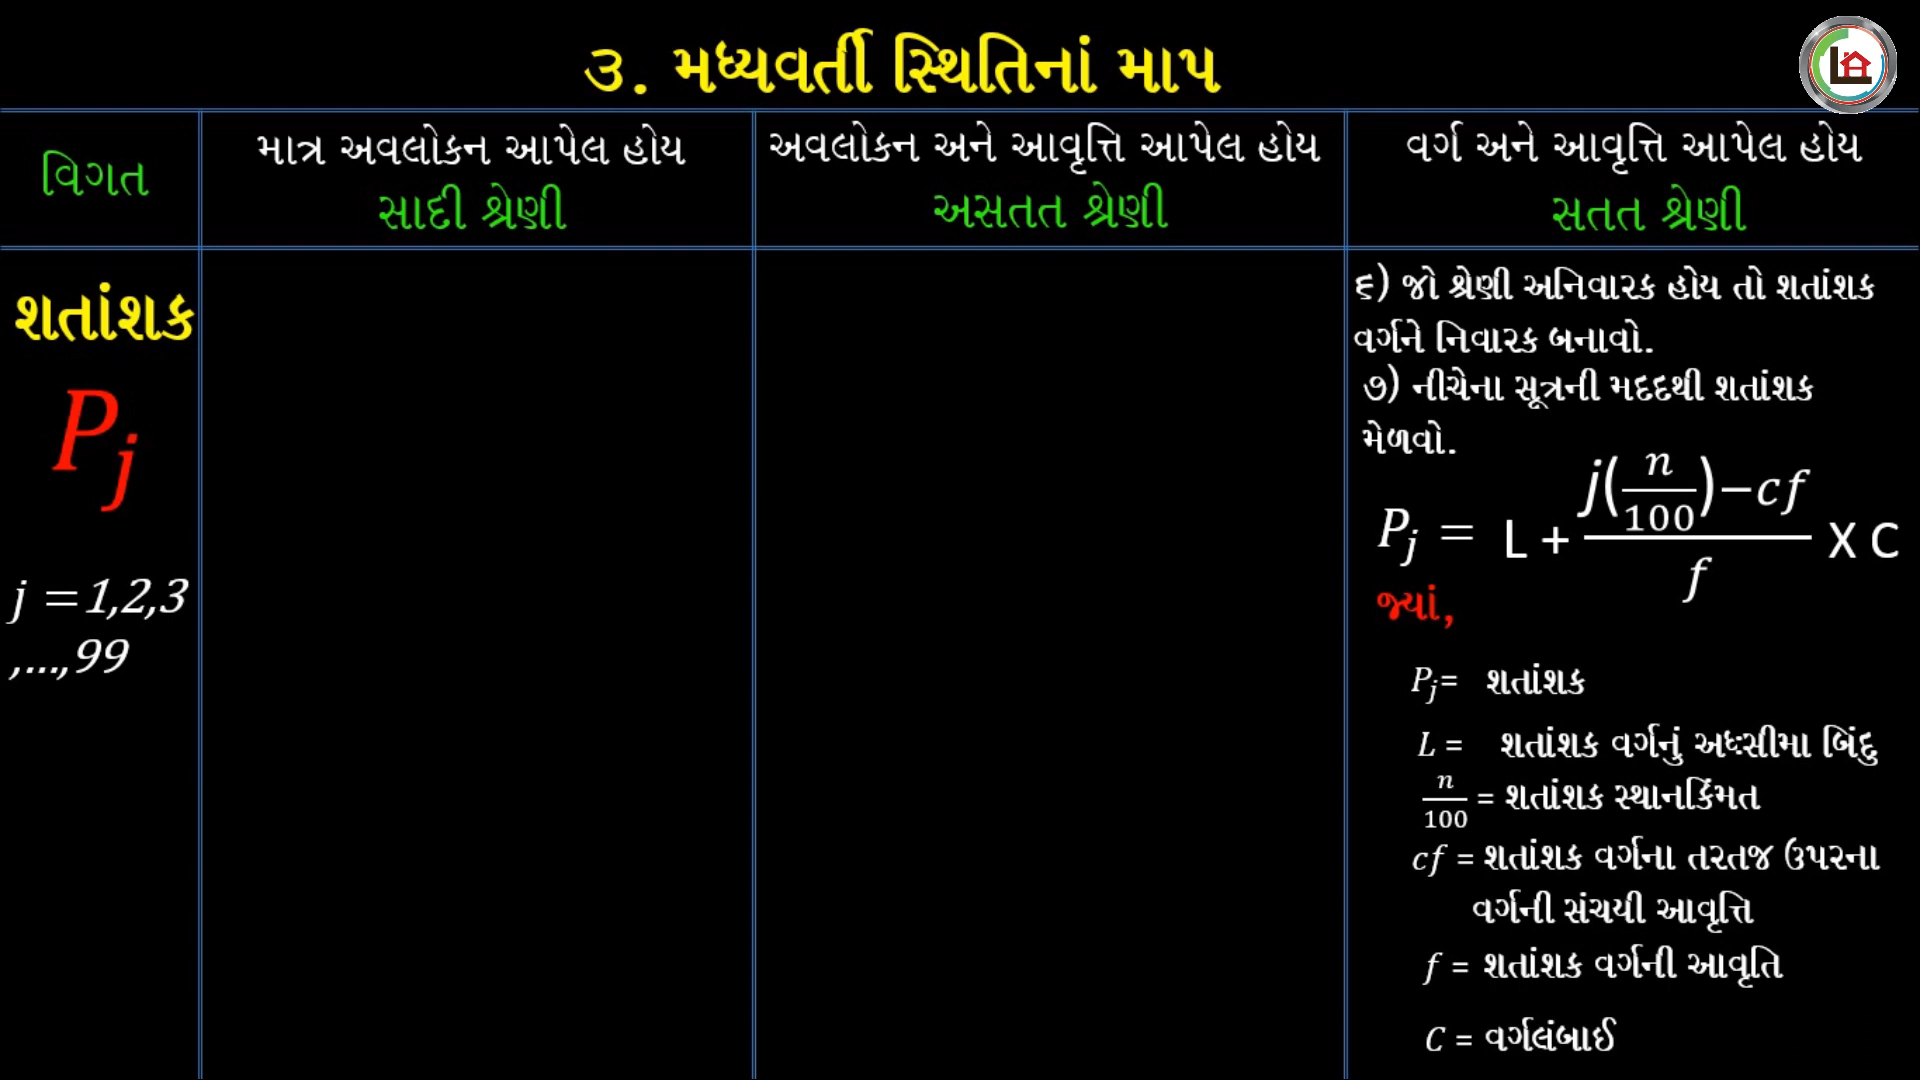 ૩. મધ્યવર્તી સ્થિતિનાં માપ
વિગત
માત્ર અવલોકન આપેલ હોય
સાદી શ્રેણી
અવલોકન અને આવૃત્તિ આપેલ હોય
અસતત શ્રેણી
વર્ગ અને આવૃત્તિ આપેલ હોય
સતત શ્રેણી
શતાંશક
Pj
j =1,2,3
,...,99
૬) જો શ્રેણી અનિવારક હોય તો શતાંશક
વર્ગને નિવારક બનાવો.
૭) નીચેના સૂત્રની મદદથી શતાંશક
મેળવો.
Pj = L + (j(n/100)−cf)/f X C
જ્યાં,
Pj= શતાંશક
L = શતાંશક વર્ગનું અધઃસીમા બિંદુ
n/100 = શતાંશક સ્થાનકિંમત
cf = શતાંશક વર્ગના તરતજ ઉપરના
વર્ગની સંચયી આવૃત્તિ
f = શતાંશક વર્ગની આવૃતિ
C = વર્ગલંબાઈ